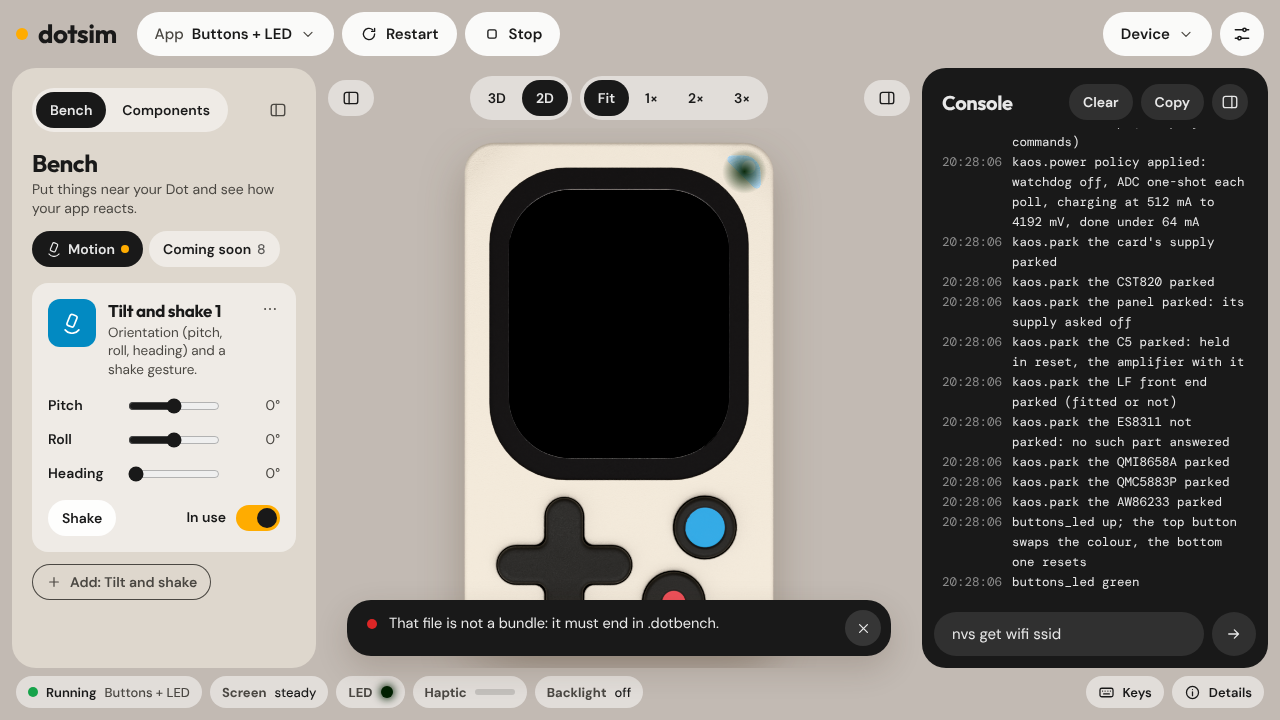 dotsim
App Buttons + LED
Restart
Stop
Device
Bench
Components
Bench
Put things near your Dot and see how
your app reacts.
Motion
Coming soon 8
Tilt and shake 1
Orientation (pitch,
roll, heading) and a
shake gesture.
Pitch
0°
Roll
0°
Heading
0°
Shake
In use
Add: Tilt and shake
3D
2D
Fit
1×
2×
3×
That file is not a bundle: it must end in .dotbench.
Console
Clear
Copy
commands)
20:28:06 kaos.power policy applied:
watchdog off, ADC one-shot each
poll, charging at 512 mA to
4192 mV, done under 64 mA
20:28:06 kaos.park the card's supply
parked
20:28:06 kaos.park the CST820 parked
20:28:06 kaos.park the panel parked: its
supply asked off
20:28:06 kaos.park the C5 parked: held
in reset, the amplifier with it
20:28:06 kaos.park the LF front end
parked (fitted or not)
20:28:06 kaos.park the ES8311 not
parked: no such part answered
20:28:06 kaos.park the QMI8658A parked
20:28:06 kaos.park the QMC5883P parked
20:28:06 kaos.park the AW86233 parked
20:28:06 buttons_led up; the top button
swaps the colour, the bottom
one resets
20:28:06 buttons_led green
nvs get wifi ssid
Running Buttons + LED
Screen steady
LED
Haptic
Backlight off
Keys
Details